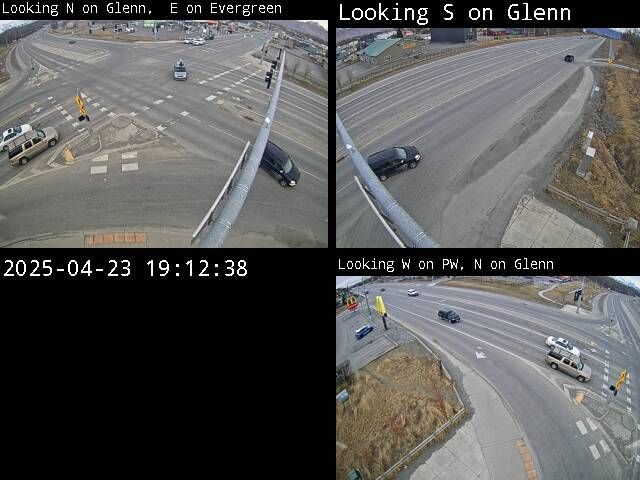 Looking N on Glenn,  E on Evergreen
Looking S on Glenn
2025-04-23 19:12:38
Looking W on PW, N on Glenn